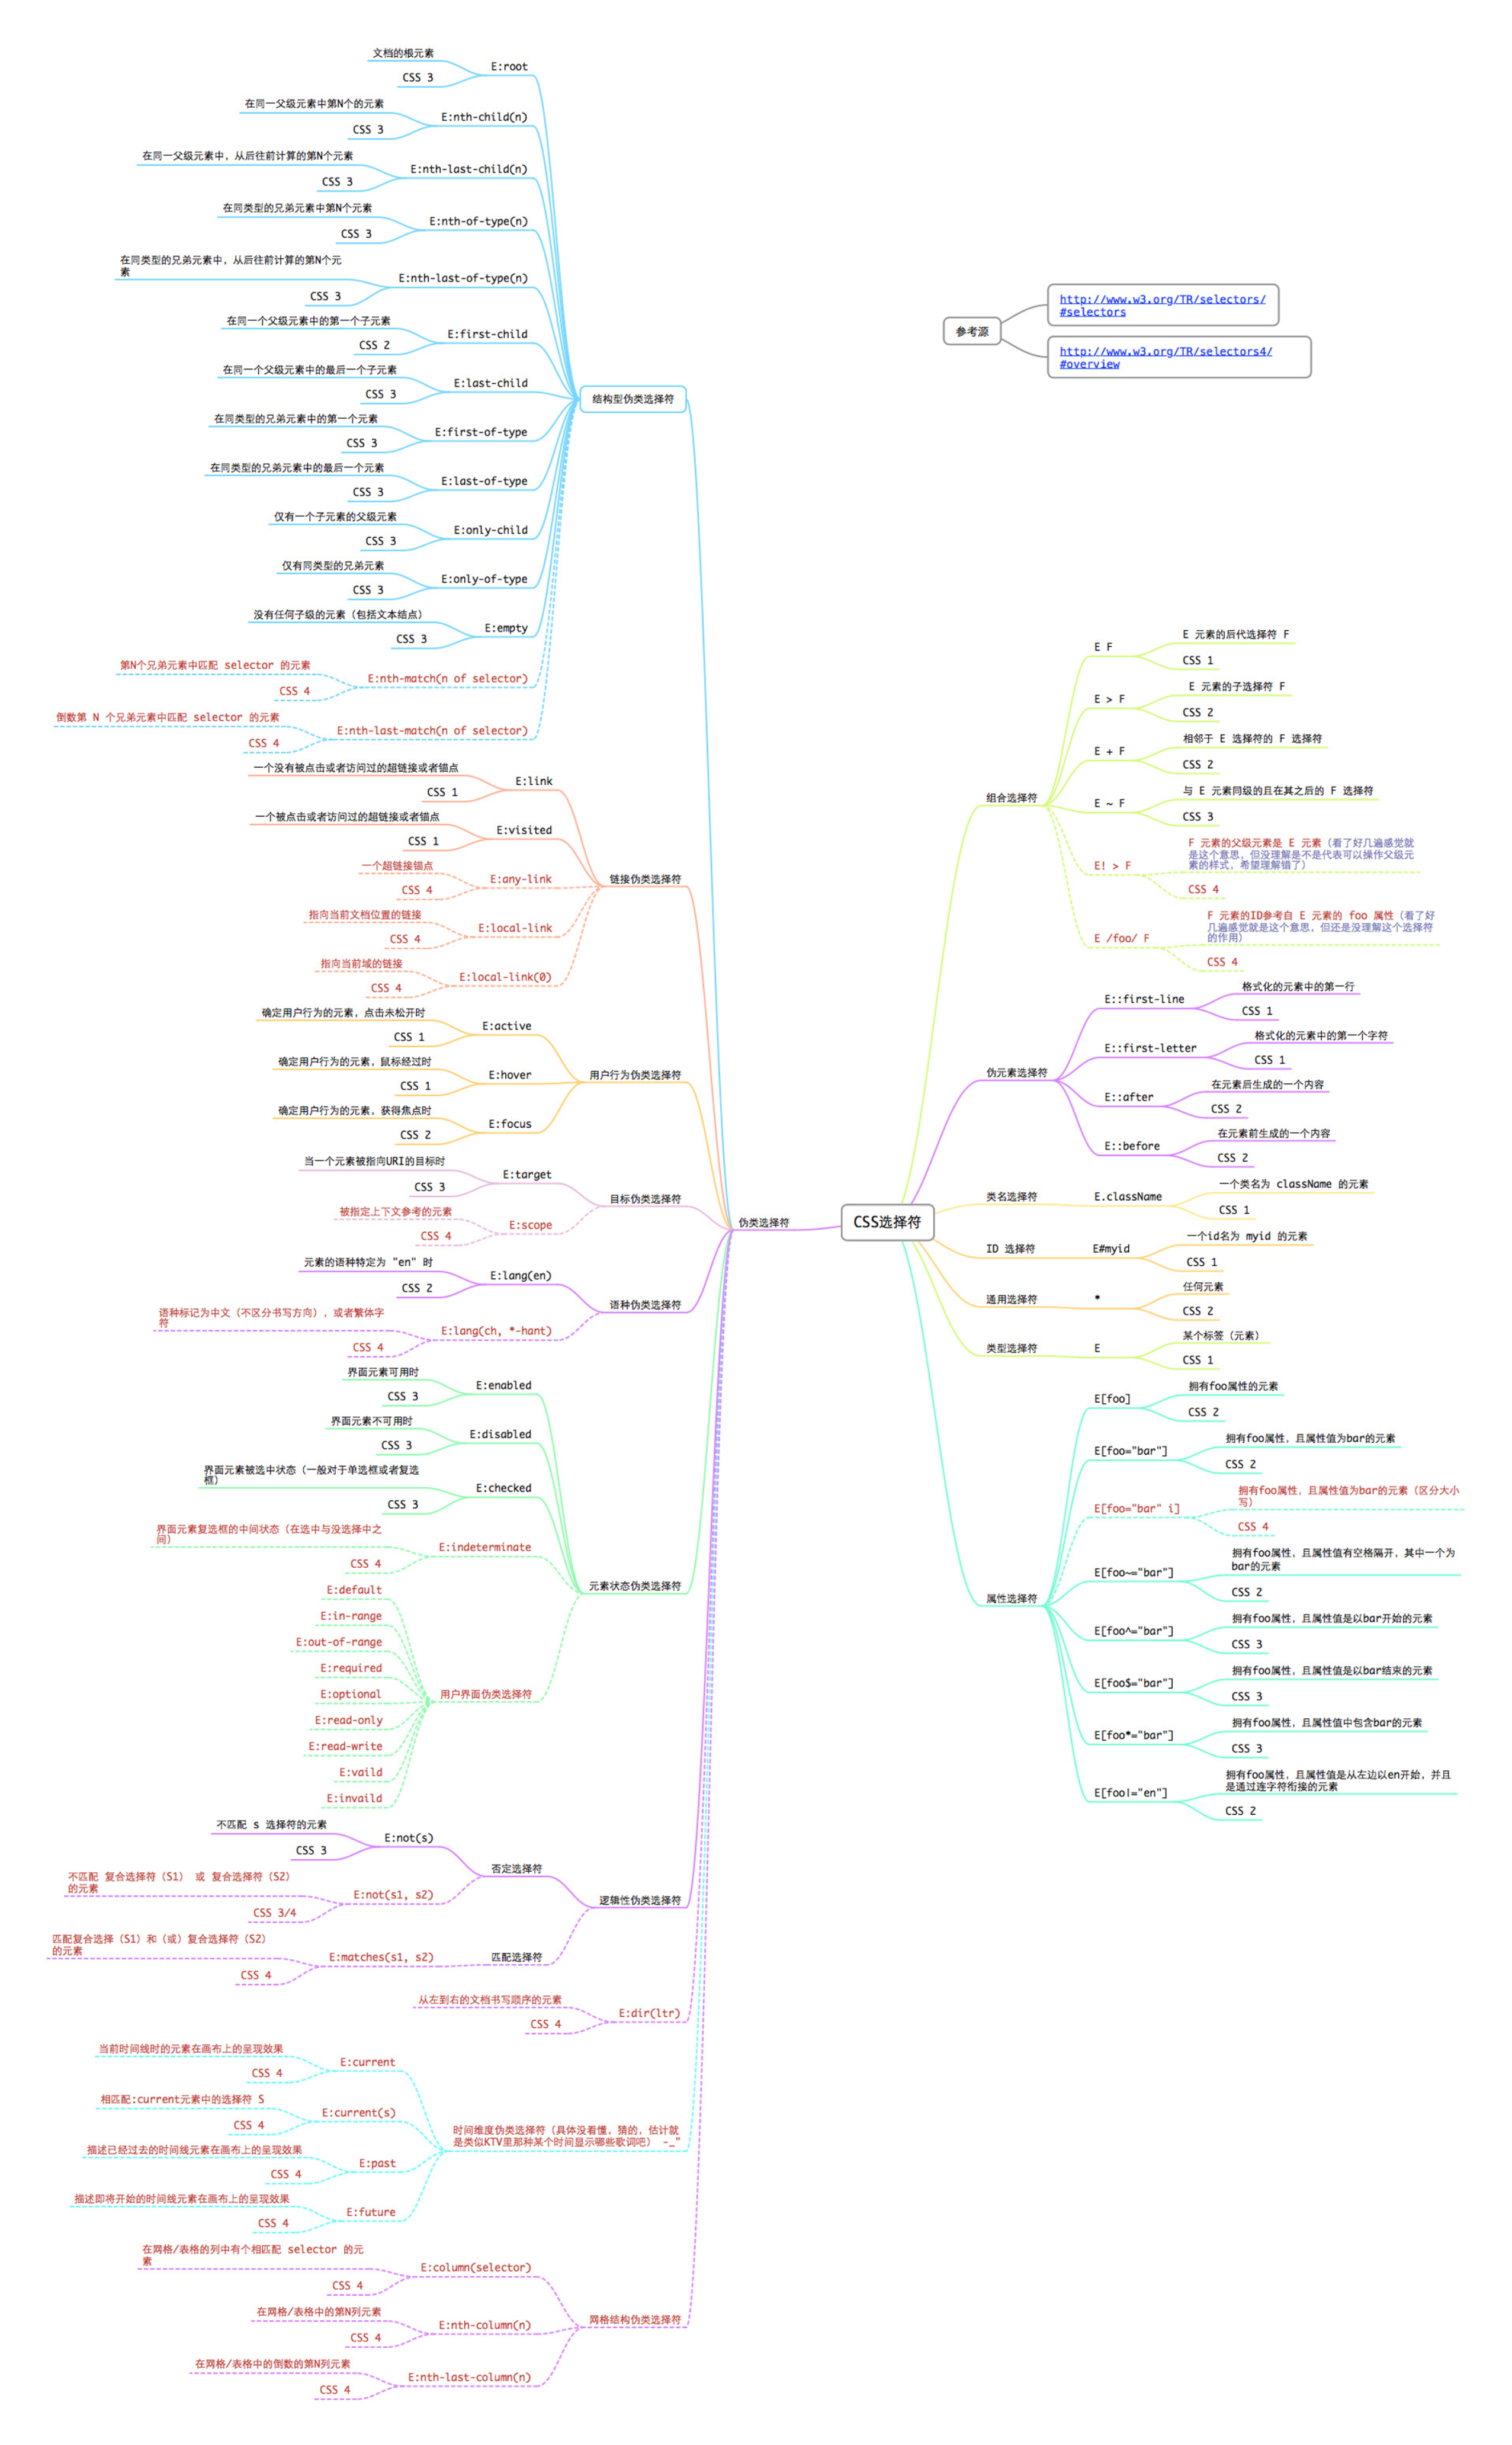 文档的根元素
E:root
CSS 3
在同一父级元素中第N个的元素
E:nth-child(n)
CSS 3
在同一父级元素中，从后往前计算的第N个元素
E:nth-last-child(n)
CSS 3
在同类型的兄弟元素中第N个元素
E:nth-of-type(n)
CSS 3
在同类型的兄弟元素中，从后往前计算的第N个元
素
E:nth-last-of-type(n)
CSS 3
在同一个父级元素中的第一个子元素
E:first-child
CSS 2
在同一个父级元素中的最后一个子元素
E:last-child
CSS 3
结构型伪类选择符
在同类型的兄弟元素中的第一个元素
E:first-of-type
CSS 3
在同类型的兄弟元素中的最后一个元素
E:last-of-type
CSS 3
仅有一个子元素的父级元素
E:only-child
CSS 3
仅有同类型的兄弟元素
E:only-of-type
CSS 3
没有任何子级的元素（包括文本结点）
E:empty
CSS 3
第N个兄弟元素中匹配 selector 的元素
E:nth-match(n of selector)
CSS 4
倒数第 N 个兄弟元素中匹配 selector 的元素
E:nth-last-match(n of selector)
CSS 4
一个没有被点击或者访问过的超链接或者锚点
E:link
CSS 1
一个被点击或者访问过的超链接或者锚点
E:visited
CSS 1
一个超链接锚点
E:any-link
CSS 4
链接伪类选择符
指向当前文档位置的链接
E:local-link
CSS 4
指向当前域的链接
E:local-link(0)
CSS 4
确定用户行为的元素，点击未松开时
E:active
CSS 1
确定用户行为的元素，鼠标经过时
E:hover
CSS 1
用户行为伪类选择符
确定用户行为的元素，获得焦点时
E:focus
CSS 2
当一个元素被指向URI的目标时
E:target
CSS 3
目标伪类选择符
被指定上下文参考的元素
E:scope
CSS 4
伪类选择符
元素的语种特定为 "en" 时
E:lang(en)
CSS 2
语种伪类选择符
语种标记为中文（不区分书写方向），或者繁体字
符
E:lang(ch, *-hant)
CSS 4
界面元素可用时
E:enabled
CSS 3
界面元素不可用时
E:disabled
CSS 3
界面元素被选中状态（一般对于单选框或者复选
框）
E:checked
CSS 3
界面元素复选框的中间状态（在选中与没选择中之
间）
E:indeterminate
CSS 4
元素状态伪类选择符
E:default
E:in-range
E:out-of-range
E:required
E:optional
用户界面伪类选择符
E:read-only
E:read-write
E:vaild
E:invaild
不匹配 s 选择符的元素
E:not(s)
CSS 3
否定选择符
不匹配 复合选择符（S1） 或 复合选择符（S2）
的元素
E:not(s1, s2)
CSS 3/4
逻辑性伪类选择符
匹配复合选择（S1）和（或）复合选择符（S2）
的元素
E:matches(s1, s2)
匹配选择符
CSS 4
从左到右的文档书写顺序的元素
E:dir(ltr)
CSS 4
当前时间线时的元素在画布上的呈现效果
E:current
CSS 4
相匹配:current元素中的选择符 S
E:current(s)
CSS 4
时间维度伪类选择符（具体没看懂，猜的，估计就
是类似KTV里那种某个时间显示哪些歌词吧） -_"
描述已经过去的时间线元素在画布上的呈现效果
E:past
CSS 4
描述即将开始的时间线元素在画布上的呈现效果
E:future
CSS 4
在网格/表格的列中有个相匹配 selector 的元
素
E:column(selector)
CSS 4
在网格/表格中的第N列元素
E:nth-column(n)
CSS 4
网格结构伪类选择符
在网格/表格中的倒数的第N列元素
E:nth-last-column(n)
CSS 4
CSS选择符
参考源
http://www.w3.org/TR/selectors/
#selectors
http://www.w3.org/TR/selectors4/
#overview
组合选择符
E F
E 元素的后代选择符 F
CSS 1
E > F
E 元素的子选择符 F
CSS 2
E + F
相邻于 E 选择符的 F 选择符
CSS 2
E ~ F
与 E 元素同级的且在其之后的 F 选择符
CSS 3
E! > F
F 元素的父级元素是 E 元素（看了好几遍感觉就
是这个意思，但没理解是不是代表可以操作父级元
素的样式，希望理解错了）
CSS 4
E /foo/ F
F 元素的ID参考自 E 元素的 foo 属性（看了好
几遍感觉就是这个意思，但还是没理解这个选择符
的作用）
CSS 4
伪元素选择符
E::first-line
格式化的元素中的第一行
CSS 1
E::first-letter
格式化的元素中的第一个字符
CSS 1
E::after
在元素后生成的一个内容
CSS 2
E::before
在元素前生成的一个内容
CSS 2
类名选择符
E.className
一个类名为 className 的元素
CSS 1
ID 选择符
E#myid
一个id名为 myid 的元素
CSS 1
通用选择符
*
任何元素
CSS 2
类型选择符
E
某个标签（元素）
CSS 1
属性选择符
E[foo]
拥有foo属性的元素
CSS 2
E[foo="bar"]
拥有foo属性，且属性值为bar的元素
CSS 2
E[foo="bar" i]
拥有foo属性，且属性值为bar的元素（区分大小
写）
CSS 4
E[foo~="bar"]
拥有foo属性，且属性值有空格隔开，其中一个为
bar的元素
CSS 2
E[foo^="bar"]
拥有foo属性，且属性值是以bar开始的元素
CSS 3
E[foo$="bar"]
拥有foo属性，且属性值是以bar结束的元素
CSS 3
E[foo*="bar"]
拥有foo属性，且属性值中包含bar的元素
CSS 3
E[foo|="en"]
拥有foo属性，且属性值是从左边以en开始，并且
是通过连字符衔接的元素
CSS 2